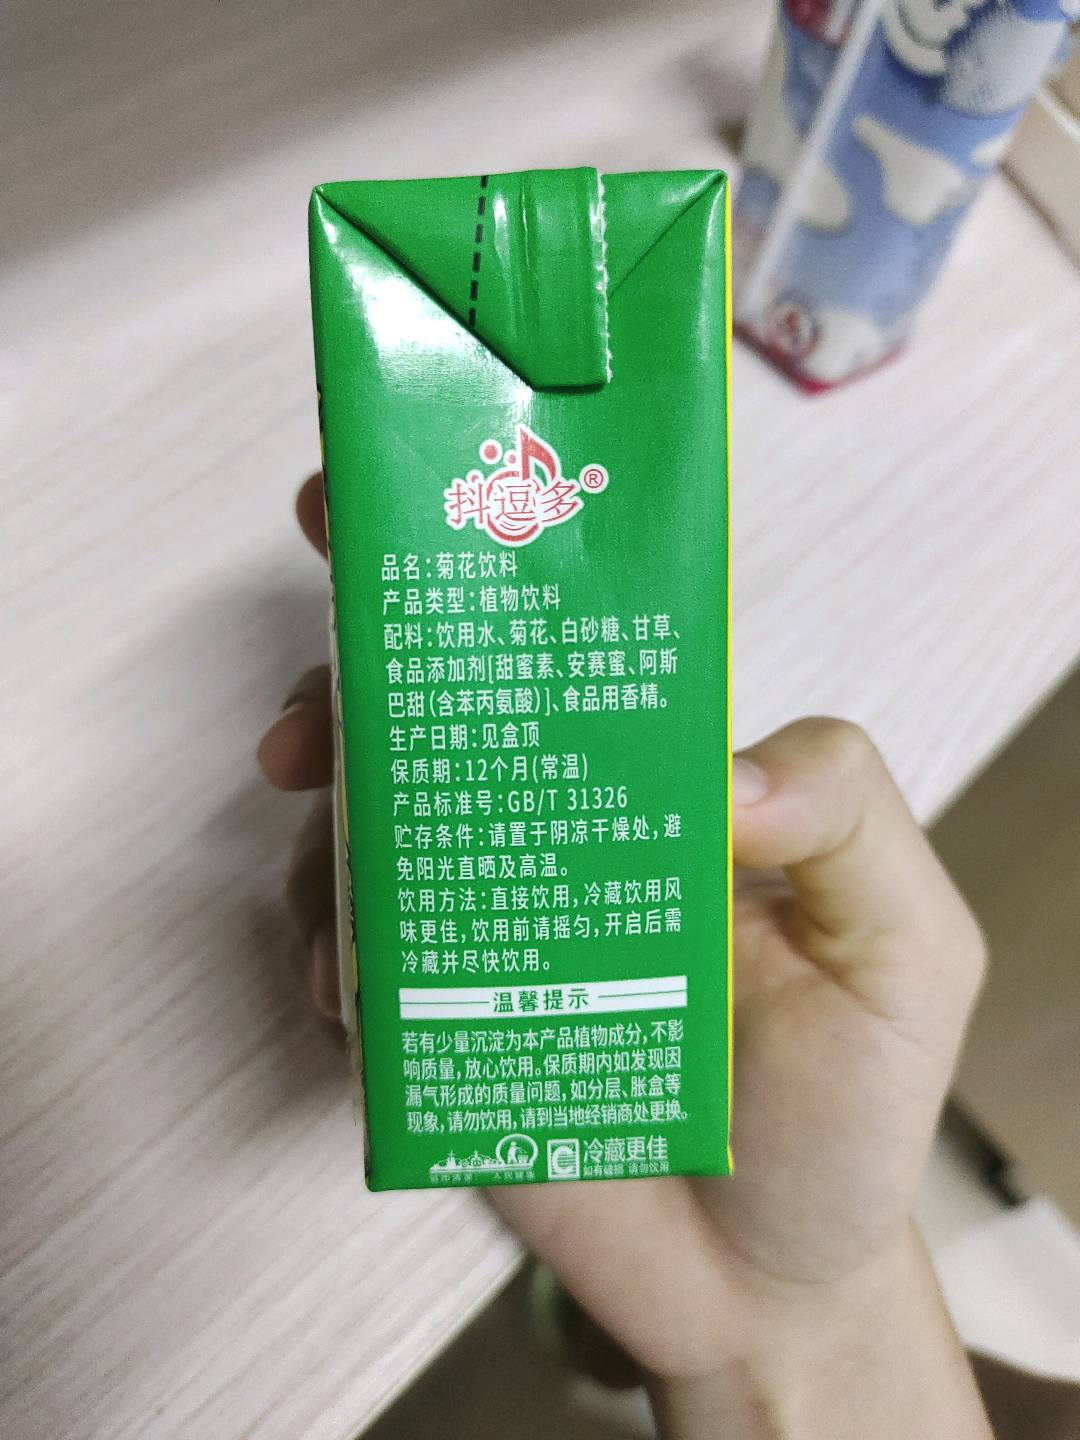 抖逗多®
品名:菊花饮料
产品类型:植物饮料
配料:饮用水、菊花、白砂糖、甘草、
食品添加剂[甜蜜素、安赛蜜、阿斯
巴甜(含苯丙氨酸)]、食品用香精。
生产日期:见盒顶
保质期:12个月(常温)
产品标准号:GB/T 31326
贮存条件:请置于阴凉干燥处,避
免阳光直晒及高温。
饮用方法:直接饮用,冷藏饮用风
味更佳,饮用前请摇匀,开启后需
冷藏并尽快饮用。
温馨提示
若有少量沉淀为本产品植物成分,不影
响质量,放心饮用。保质期内如发现因
漏气形成的质量问题,如分层、胀盒等
现象,请勿饮用,请到当地经销商处更换。
冷藏更佳
如有破损 请勿饮用